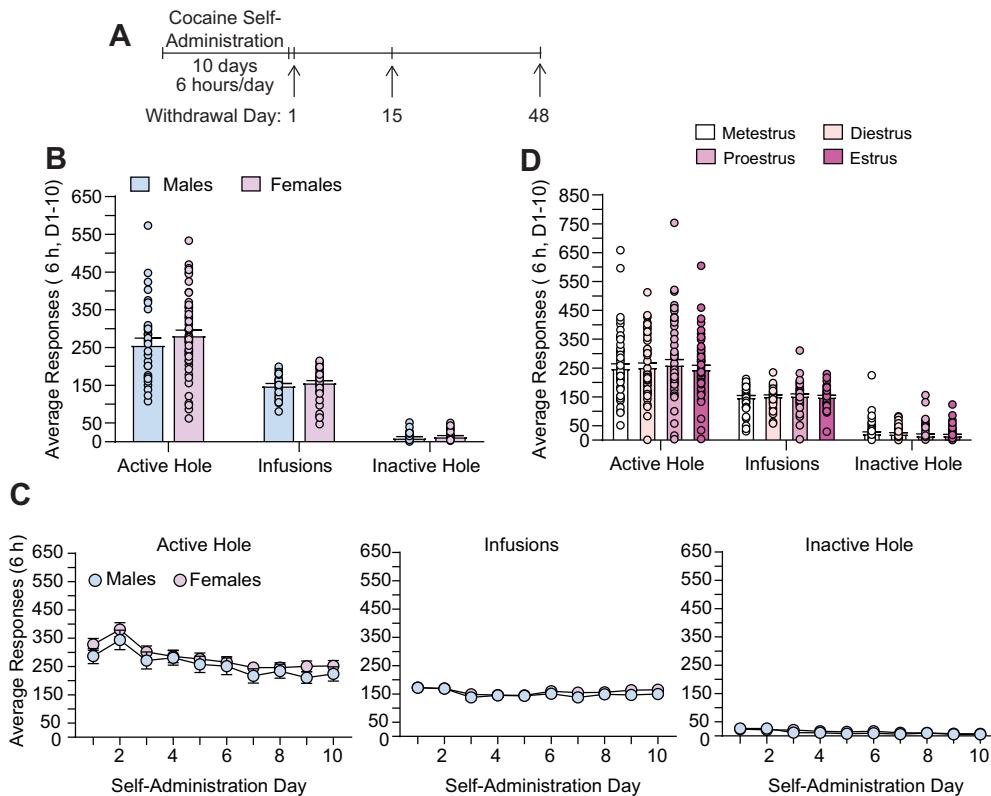 A
Cocaine Self-
Administration
10 days
6 hours/day
Withdrawal Day: 1 15 48
B
Males Females
Average Responses ( 6 h, D1-10)
650
550
450
350
250
150
50
0
Active Hole Infusions Inactive Hole
D
Metestrus Diestrus
Proestrus Estrus
Average Responses ( 6 h, D1-10)
850
750
650
550
450
350
250
150
50
0
Active Hole Infusions Inactive Hole
C
Average Responses (6 h)
Active Hole
Males Females
650
550
450
350
250
150
50
0
2 4 6 8 10
Self-Administration Day
Infusions
650
550
450
350
250
150
50
0
2 4 6 8 10
Self-Administration Day
Inactive Hole
650
550
450
350
250
150
50
0
2 4 6 8 10
Self-Administration Day